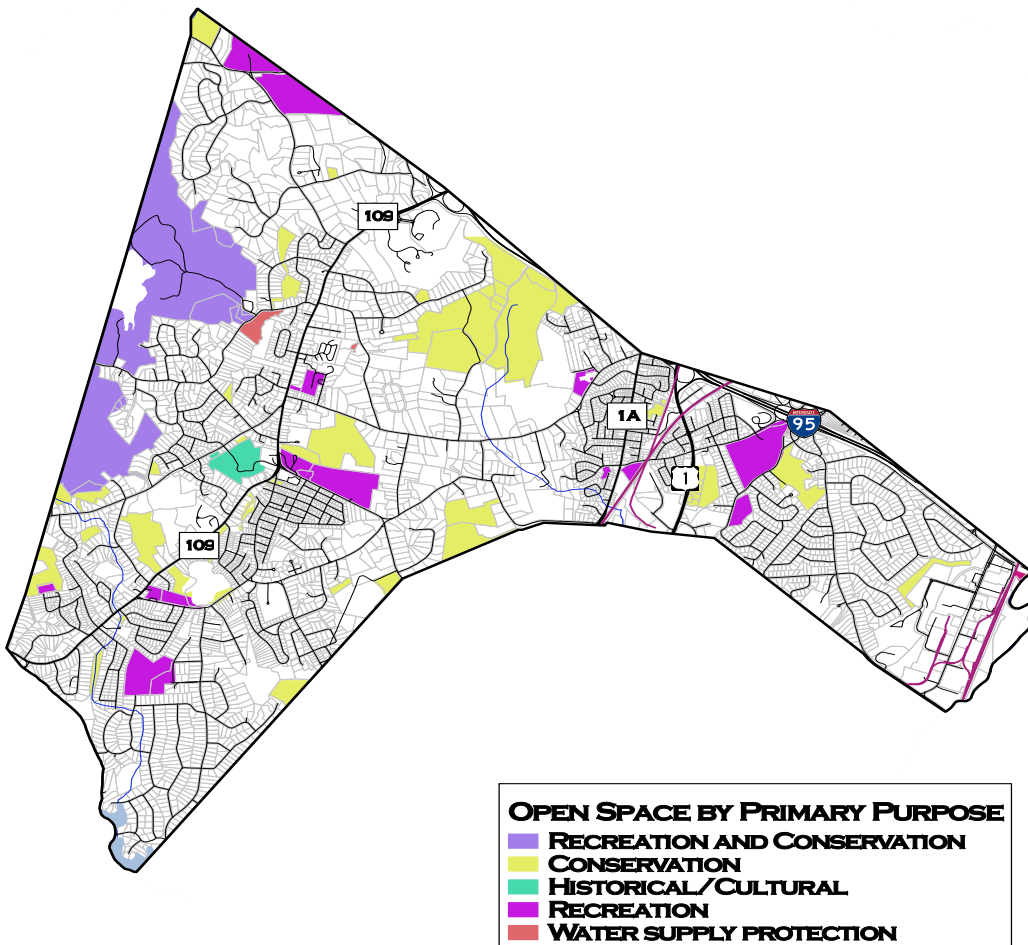 109
1A
INTERSTATE
95
1
109
OPEN SPACE BY PRIMARY PURPOSE
RECREATION AND CONSERVATION
CONSERVATION
HISTORICAL/CULTURAL
RECREATION
WATER SUPPLY PROTECTION